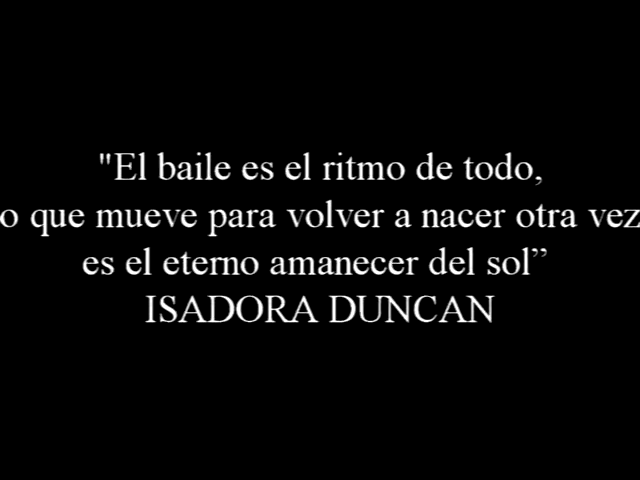 "El baile es el ritmo de todo,
o que mueve para volver a nacer otra vez
es el eterno amanecer del sol”
ISADORA DUNCAN